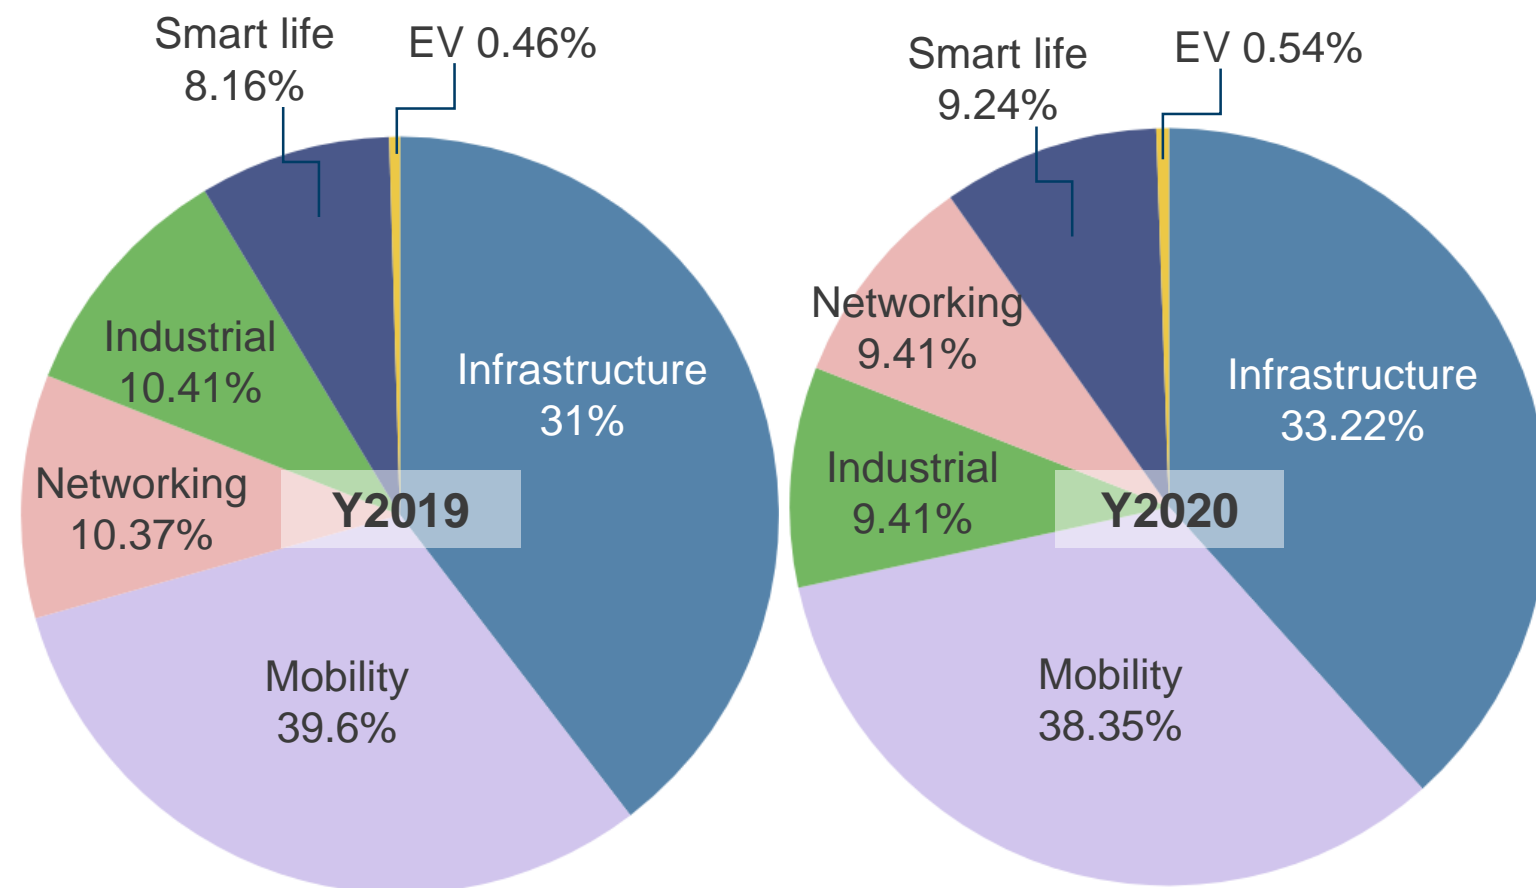 Smart life
8.16%
EV 0.46%
Infrastructure
31%
Industrial
10.41%
Networking
10.37%
Y2019
Mobility
39.6%
Smart life
9.24%
EV 0.54%
Networking
9.41%
Infrastructure
33.22%
Industrial
9.41%
Y2020
Mobility
38.35%